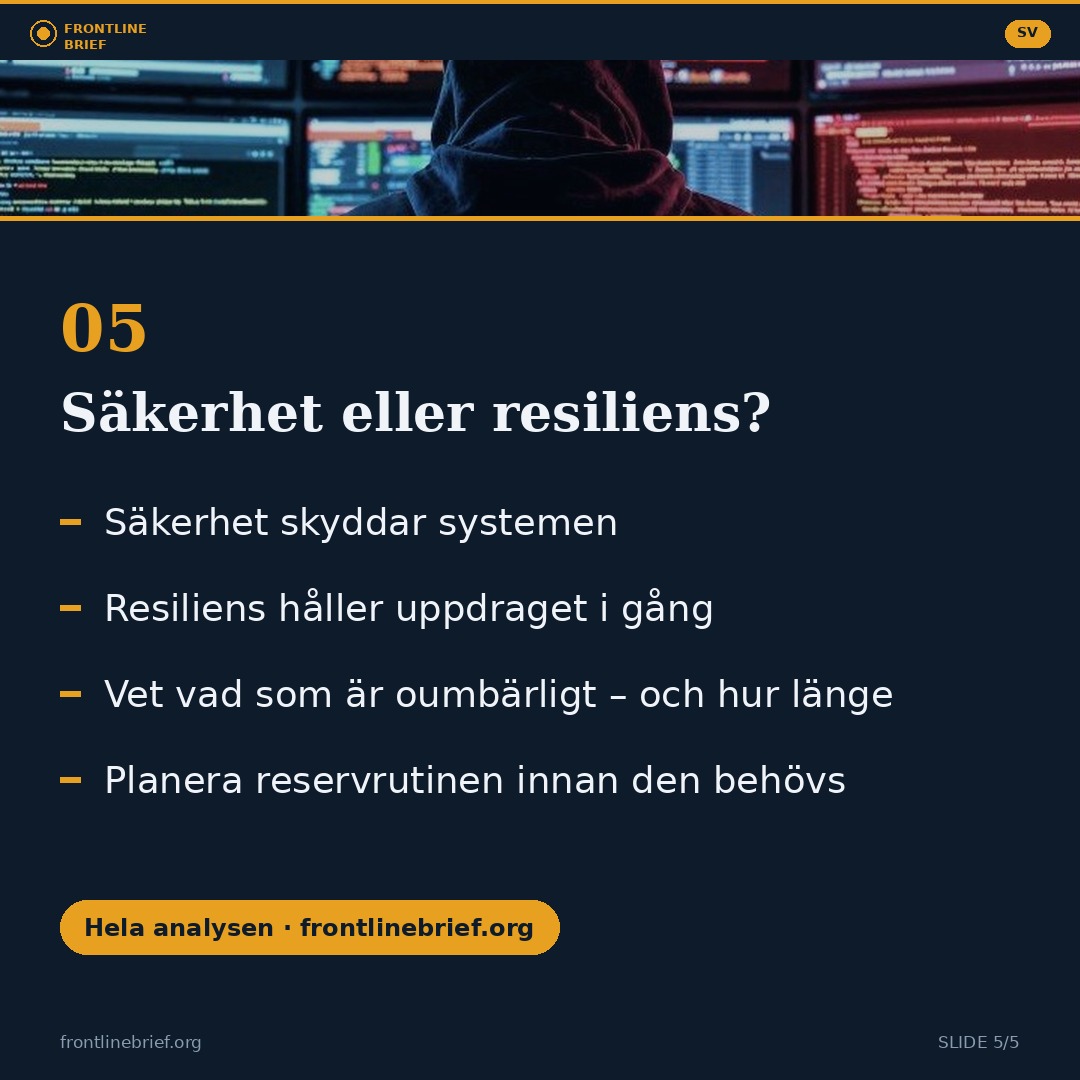 FRONTLINE
BRIEF
SV
05
Säkerhet eller resiliens?
Säkerhet skyddar systemen
Resiliens håller uppdraget i gång
Vet vad som är oumbärligt – och hur länge
Planera reservrutinen innan den behövs
Hela analysen · frontlinebrief.org
frontlinebrief.org
SLIDE 5/5